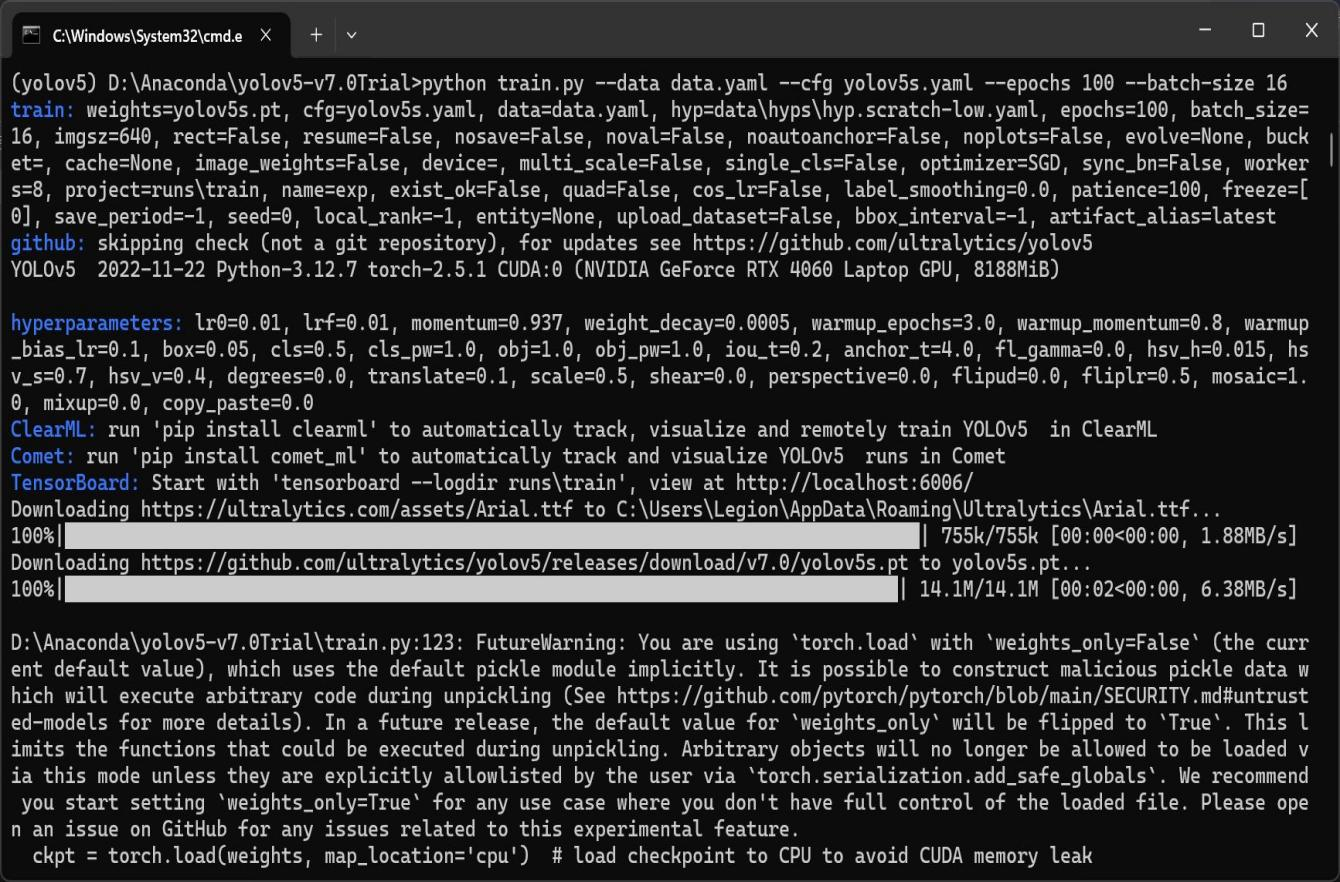 C:\Windows\System32\cmd.e
(yolov5) D:\Anaconda\yolov5-v7.0Trial>python train.py --data data.yaml --cfg yolov5s.yaml --epochs 100 --batch-size 16
train: weights=yolov5s.pt, cfg=yolov5s.yaml, data=data.yaml, hyp=data\hyps\hyp.scratch-low.yaml, epochs=100, batch_size=
16, imgsz=640, rect=False, resume=False, nosave=False, noval=False, noautoanchor=False, noplots=False, evolve=None, buck
et=, cache=None, image_weights=False, device=, multi_scale=False, single_cls=False, optimizer=SGD, sync_bn=False, worker
s=8, project=runs\train, name=exp, exist_ok=False, quad=False, cos_lr=False, label_smoothing=0.0, patience=100, freeze=[
0], save_period=-1, seed=0, local_rank=-1, entity=None, upload_dataset=False, bbox_interval=-1, artifact_alias=latest
github: skipping check (not a git repository), for updates see https://github.com/ultralytics/yolov5
YOLOv5  2022-11-22 Python-3.12.7 torch-2.5.1 CUDA:0 (NVIDIA GeForce RTX 4060 Laptop GPU, 8188MiB)
hyperparameters: lr0=0.01, lrf=0.01, momentum=0.937, weight_decay=0.0005, warmup_epochs=3.0, warmup_momentum=0.8, warmup
_bias_lr=0.1, box=0.05, cls=0.5, cls_pw=1.0, obj=1.0, obj_pw=1.0, iou_t=0.2, anchor_t=4.0, fl_gamma=0.0, hsv_h=0.015, hs
v_s=0.7, hsv_v=0.4, degrees=0.0, translate=0.1, scale=0.5, shear=0.0, perspective=0.0, flipud=0.0, fliplr=0.5, mosaic=1.
0, mixup=0.0, copy_paste=0.0
ClearML: run 'pip install clearml' to automatically track, visualize and remotely train YOLOv5  in ClearML
Comet: run 'pip install comet_ml' to automatically track and visualize YOLOv5  runs in Comet
TensorBoard: Start with 'tensorboard --logdir runs\train', view at http://localhost:6006/
Downloading https://ultralytics.com/assets/Arial.ttf to C:\Users\Legion\AppData\Roaming\Ultralytics\Arial.ttf...
100%| | 755k/755k [00:00<00:00, 1.88MB/s]
Downloading https://github.com/ultralytics/yolov5/releases/download/v7.0/yolov5s.pt to yolov5s.pt...
100%| | 14.1M/14.1M [00:02<00:00, 6.38MB/s]
D:\Anaconda\yolov5-v7.0Trial\train.py:123: FutureWarning: You are using `torch.load` with `weights_only=False` (the curr
ent default value), which uses the default pickle module implicitly. It is possible to construct malicious pickle data w
hich will execute arbitrary code during unpickling (See https://github.com/pytorch/pytorch/blob/main/SECURITY.md#untrust
ed-models for more details). In a future release, the default value for `weights_only` will be flipped to `True`. This l
imits the functions that could be executed during unpickling. Arbitrary objects will no longer be allowed to be loaded v
ia this mode unless they are explicitly allowlisted by the user via `torch.serialization.add_safe_globals`. We recommend
 you start setting `weights_only=True` for any use case where you don't have full control of the loaded file. Please ope
n an issue on GitHub for any issues related to this experimental feature.
  ckpt = torch.load(weights, map_location='cpu')  # load checkpoint to CPU to avoid CUDA memory leak